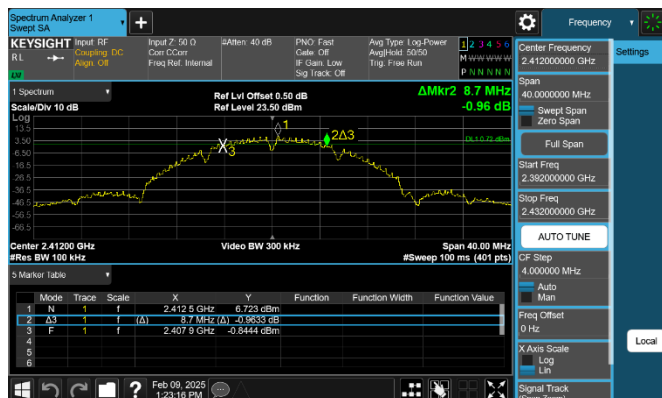 Spectrum Analyzer 1
Swept SA
Frequency
KEYSIGHT Input: RF Input Z: 50 Ω #Atten: 40 dB PNO: Fast Avg Type: Log-Power 1 2 3 4 5 6
RL Coupling: DC Corr CCorr Gate: Off Avg|Hold: 50/50 M W W W W W
Align: Off Freq Ref: Internal IF Gain: Low Trig: Free Run
Sig Track: Off P N N N N N
LXI
1 Spectrum
Scale/Div 10 dB
Ref Lvl Offset 0.50 dB
Ref Level 23.50 dBm
ΔMkr2 8.7 MHz
-0.96 dB
Log
13.5
3.50
-6.50
-16.5
-26.5
-36.5
-46.5
-56.5
-66.5
1
2Δ3
3
DL1 0.72 dBm
Center 2.41200 GHz Video BW 300 kHz Span 40.00 MHz
#Res BW 100 kHz #Sweep 100 ms (401 pts)
5 Marker Table
Mode Trace Scale X Y Function Function Width Function Value
1 N 1 f 2.412 5 GHz 6.723 dBm
2 Δ3 1 f (Δ) 8.7 MHz (Δ) -0.9633 dB
3 F 1 f 2.407 9 GHz -0.8444 dBm
4
5
6
Feb 09, 2025
1:23:16 PM
?
Center Frequency
2.412000000 GHz
Settings
Span
40.0000000 MHz
Swept Span
Zero Span
Full Span
Start Freq
2.392000000 GHz
Stop Freq
2.432000000 GHz
AUTO TUNE
CF Step
4.000000 MHz
Auto
Man
Freq Offset
0 Hz
Local
X Axis Scale
Log
Lin
Signal Track
(Span Zoom)